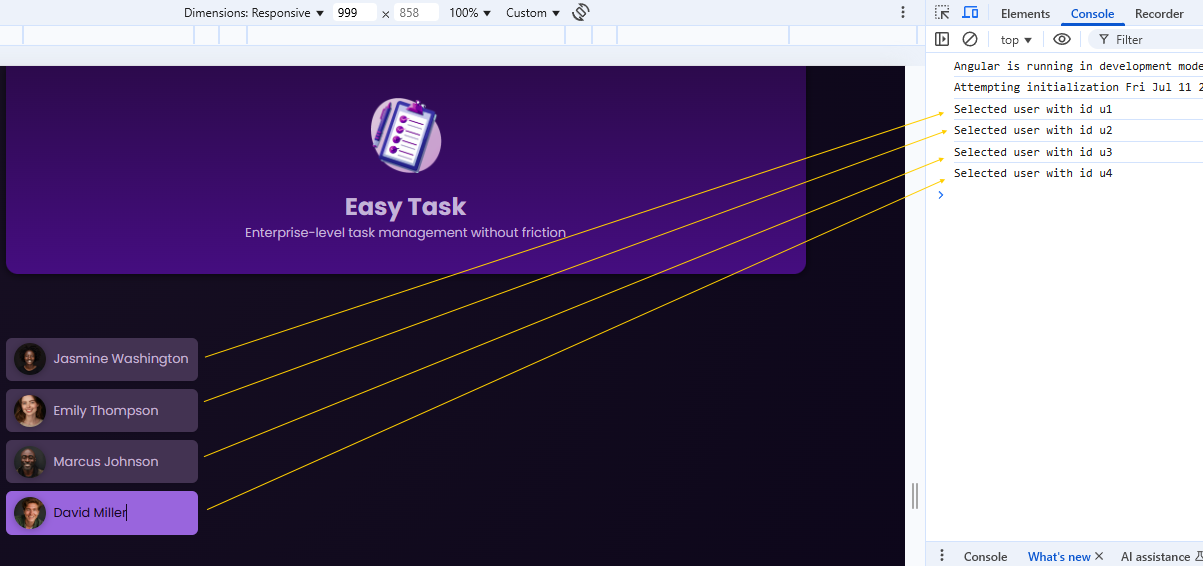 Dimensions: Responsive ▼ 999 × 858 100% ▼ Custom ▼
Elements Console Recorder
top ▼ Filter
Angular is running in development mode
Attempting initialization Fri Jul 11 2
Selected user with id u1
Selected user with id u2
Selected user with id u3
Selected user with id u4
Easy Task
Enterprise-level task management without friction
Jasmine Washington
Emily Thompson
Marcus Johnson
David Miller
Console What's new × AI assistance